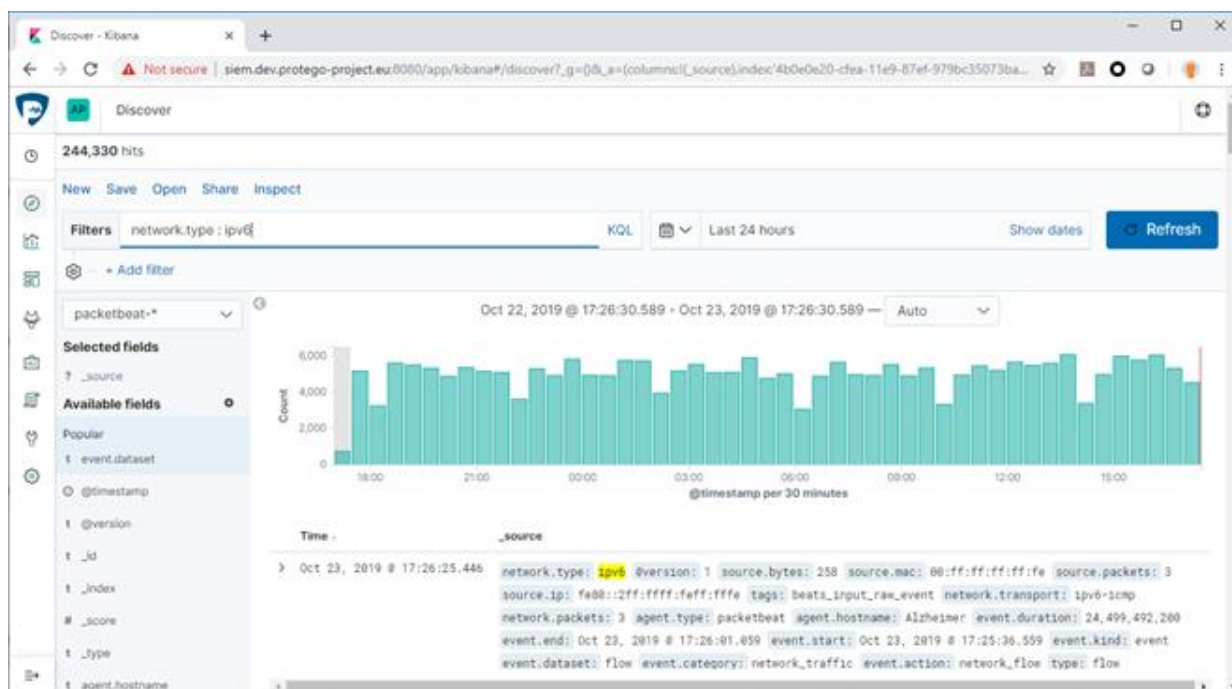 Discover - Kibana
Not secure | siem.dev.protego-project.eu:8080/app/kibana#/discover?_g=()&_a=(columns:!(_source),index:'4b0e0e20-cfea-11e9-87ef-979bc35073ba...
AP Discover
244,330 hits
New Save Open Share Inspect
Filters network.type : ipv6 KQL Last 24 hours Show dates Refresh
+ Add filter
packetbeat-*
Oct 22, 2019 @ 17:26:30.589 - Oct 23, 2019 @ 17:26:30.589 — Auto
Selected fields
? _source
Available fields
Popular
t event.dataset
@timestamp
t @version
t _id
t _index
# _score
t _type
t agent.hostname
Count
6,000
4,000
2,000
0
18:00 21:00 00:00 03:00 06:00 09:00 12:00 15:00
@timestamp per 30 minutes
Time _source
Oct 23, 2019 @ 17:26:25.446
network.type: ipv6 @version: 1 source.bytes: 258 source.mac: 00:ff:ff:ff:ff:fe source.packets: 3
source.ip: fe80::2ff:ffff:feff:fffe tags: beats_input_raw_event network.transport: ipv6-icmp
network.packets: 3 agent.type: packetbeat agent.hostname: Alzheimer event.duration: 24,499,492,200
event.end: Oct 23, 2019 @ 17:26:01.059 event.start: Oct 23, 2019 @ 17:25:36.559 event.kind: event
event.dataset: flow event.category: network_traffic event.action: network_flow type: flow